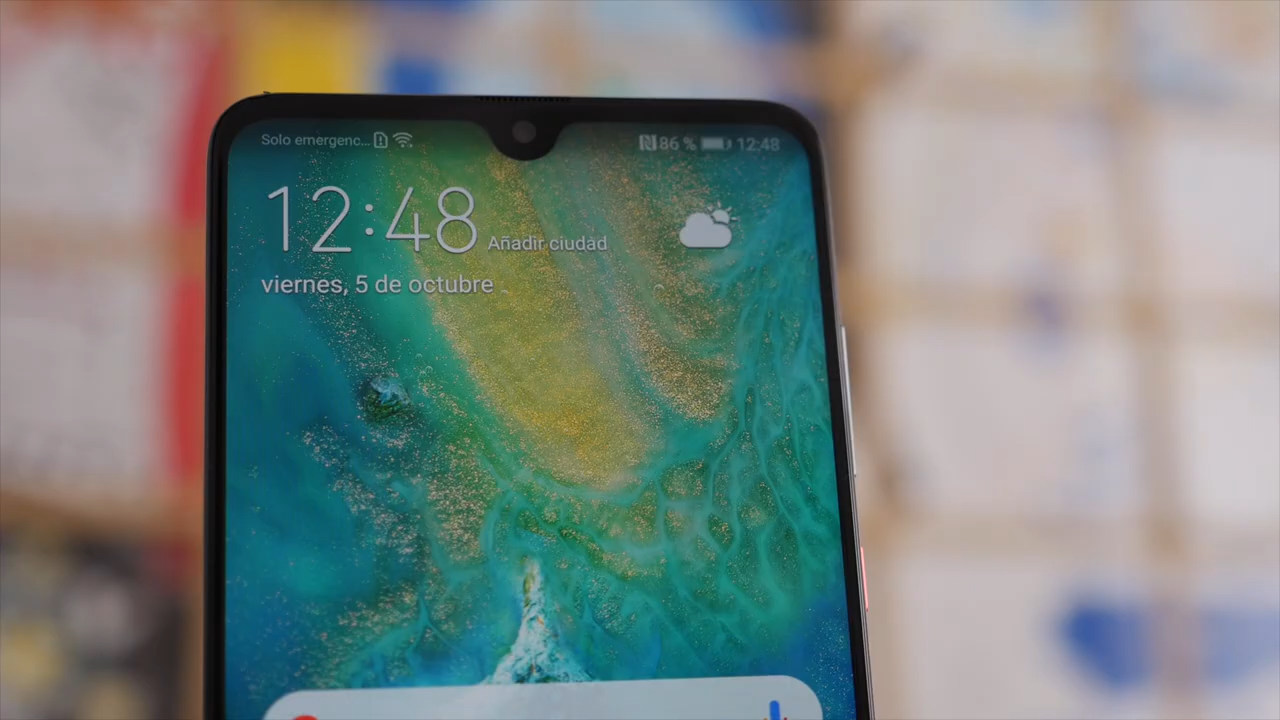 Solo emergenc... 86 % 12:48
12:48 Añadir ciudad
viernes, 5 de octubre